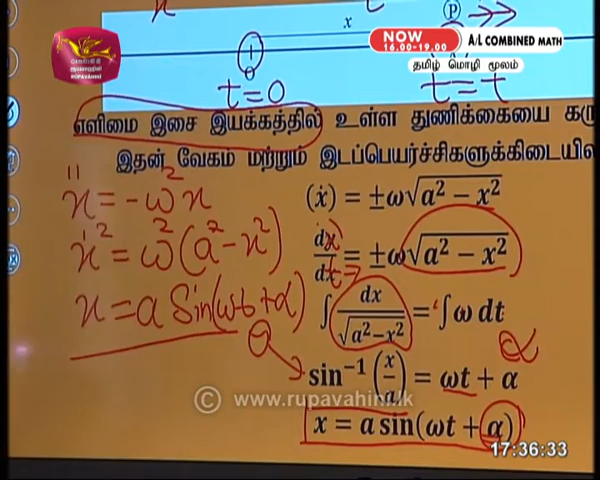 x
x
P
NOW
16.00-19.00
A/L COMBINED MATH
தமிழ் மொழி மூலம்
RUPAVAHINI
0
t=0
t=t
எளிமை இசை இயக்கத்தில் உள்ள துணிக்கையை கரு
இதன் வேகம் மற்றும் இடப்பெயர்ச்சிகளுக்கிடையில
ẍ = -ω²x
(ẋ) = ±ω√(a² − x²)
ẋ² = ω²(a²-x²)
dx/dt = ±ω√(a² − x²)
x = a Sin(ωt+α)
∫ dx/√(a²−x²) = ∫ ω dt
α
sin⁻¹(x/a) = ωt + α
© www.rupavahini.lk
x = a sin(ωt + α)
17:36:33